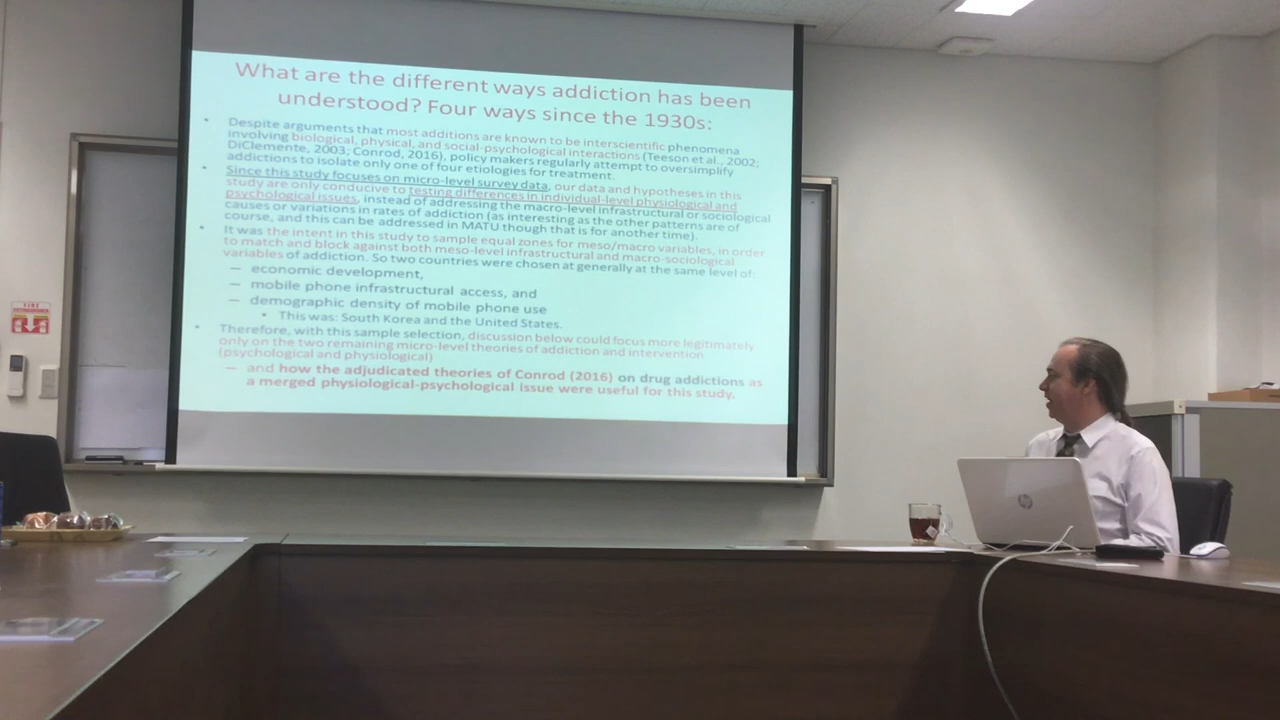 What are the different ways addiction has been
understood? Four ways since the 1930s:
• Despite arguments that most additions are known to be interscientific phenomena
involving biological, physical, and social-psychological interactions (Teeson et al., 2002;
DiClemente, 2003; Conrod, 2016), policy makers regularly attempt to oversimplify
addictions to isolate only one of four etiologies for treatment.
• Since this study focuses on micro-level survey data, our data and hypotheses in this
study are only conducive to testing differences in individual-level physiological and
psychological issues, instead of addressing the macro-level infrastructural or sociological
causes or variations in rates of addiction (as interesting as the other patterns are of
course, and this can be addressed in MATU though that is for another time).
• It was the intent in this study to sample equal zones for meso/macro variables, in order
to match and block against both meso-level infrastructural and macro-sociological
variables of addiction. So two countries were chosen at generally at the same level of:
– economic development,
– mobile phone infrastructural access, and
– demographic density of mobile phone use
• This was: South Korea and the United States.
• Therefore, with this sample selection, discussion below could focus more legitimately
only on the two remaining micro-level theories of addiction and intervention
(psychological and physiological)
– and how the adjudicated theories of Conrod (2016) on drug addictions as
a merged physiological-psychological issue were useful for this study.
hp